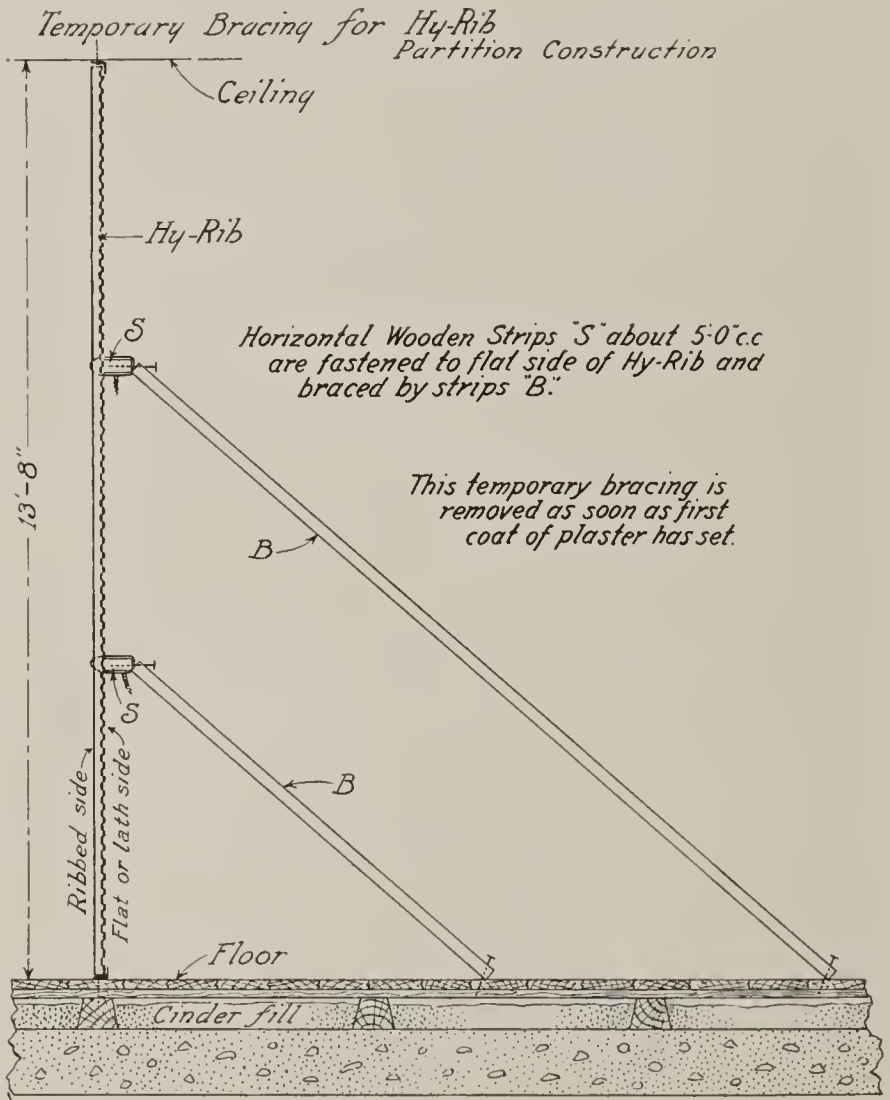 Temporary Bracing for Hy-Rib
Partition Construction
Ceiling
Hy-Rib
S
Horizontal Wooden Strips "S" about 5'-0" c.c
are fastened to flat side of Hy-Rib and
braced by strips "B".
13'-8"
This temporary bracing is
removed as soon as first
coat of plaster has set.
B
S
B
Ribbed side
Flat or lath side
Floor
Cinder fill